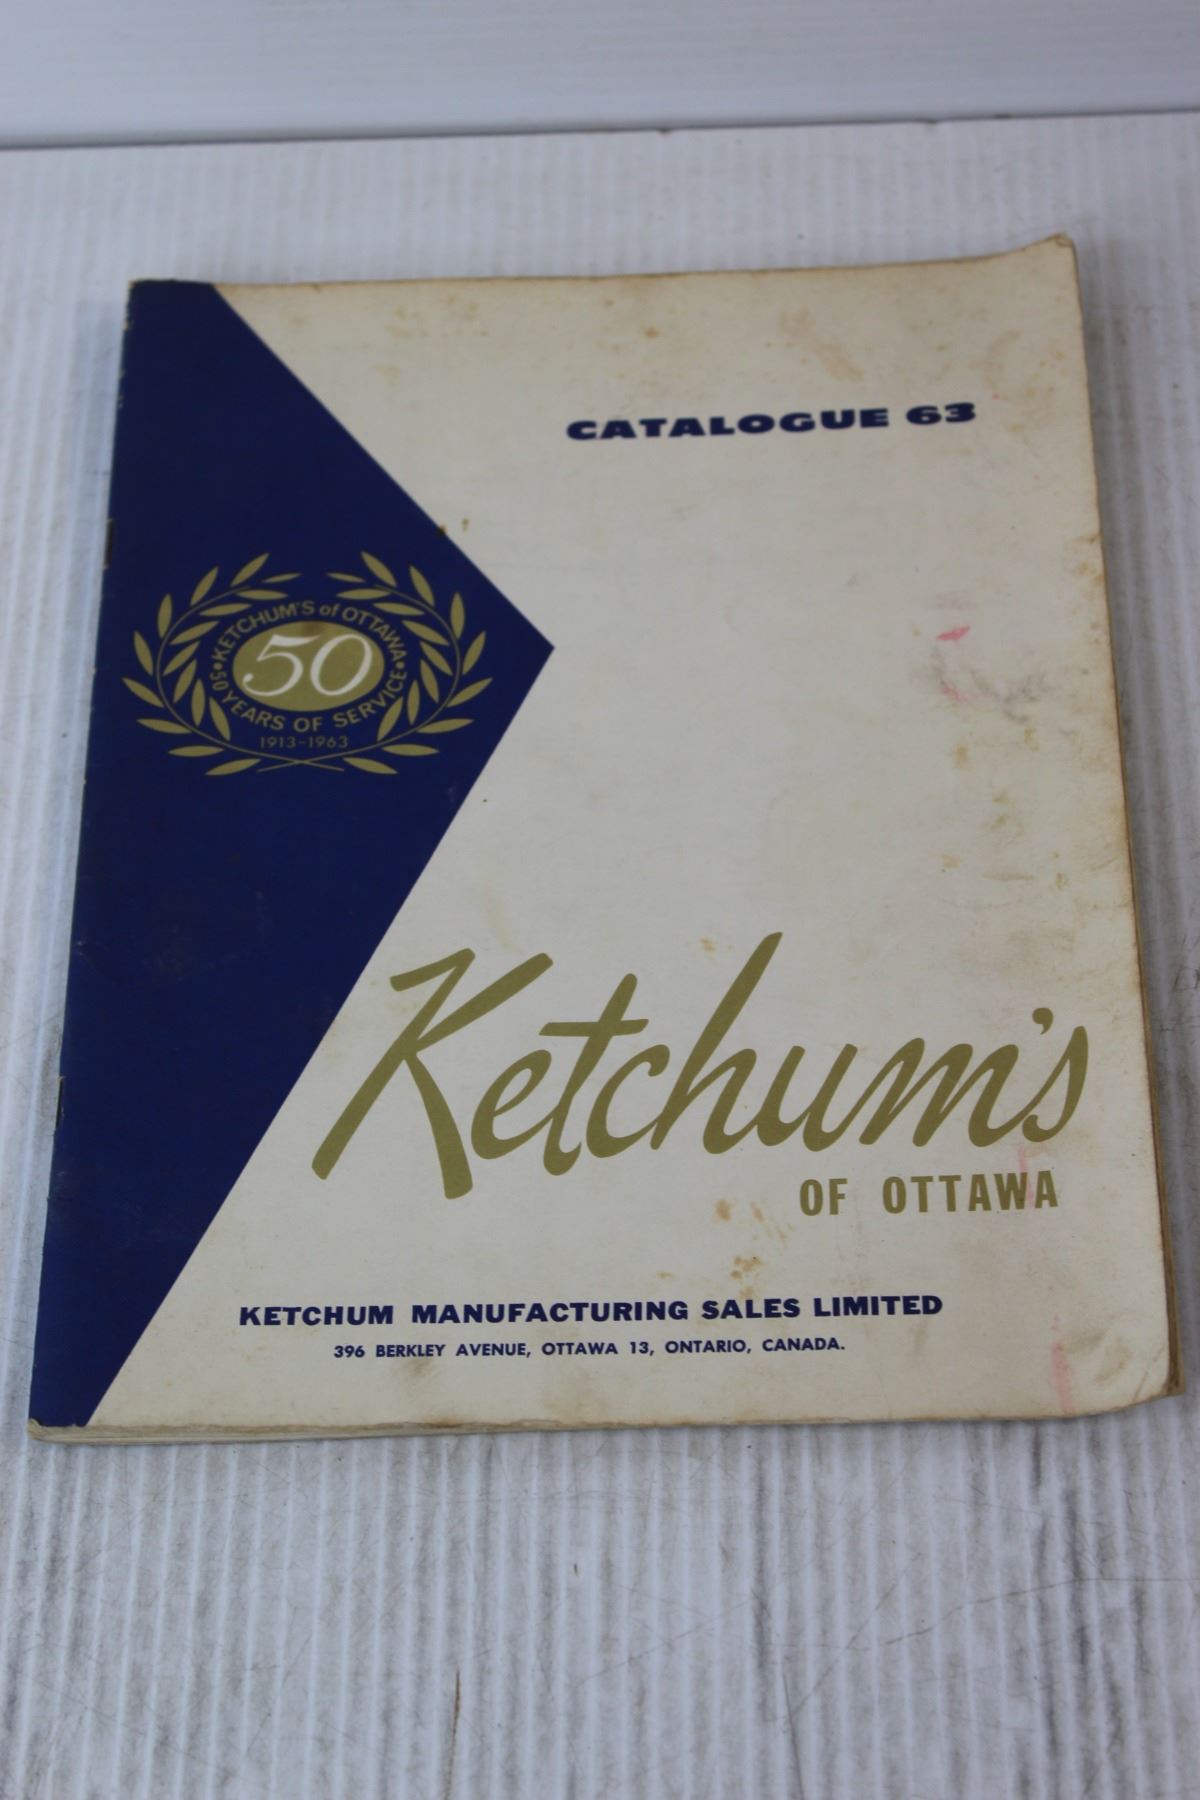 CATALOGUE 63
KETCHUM'S of OTTAWA
50
• 50 YEARS OF SERVICE •
1913-1963
Ketchum's
OF OTTAWA
KETCHUM MANUFACTURING SALES LIMITED
396 BERKLEY AVENUE, OTTAWA 13, ONTARIO, CANADA.